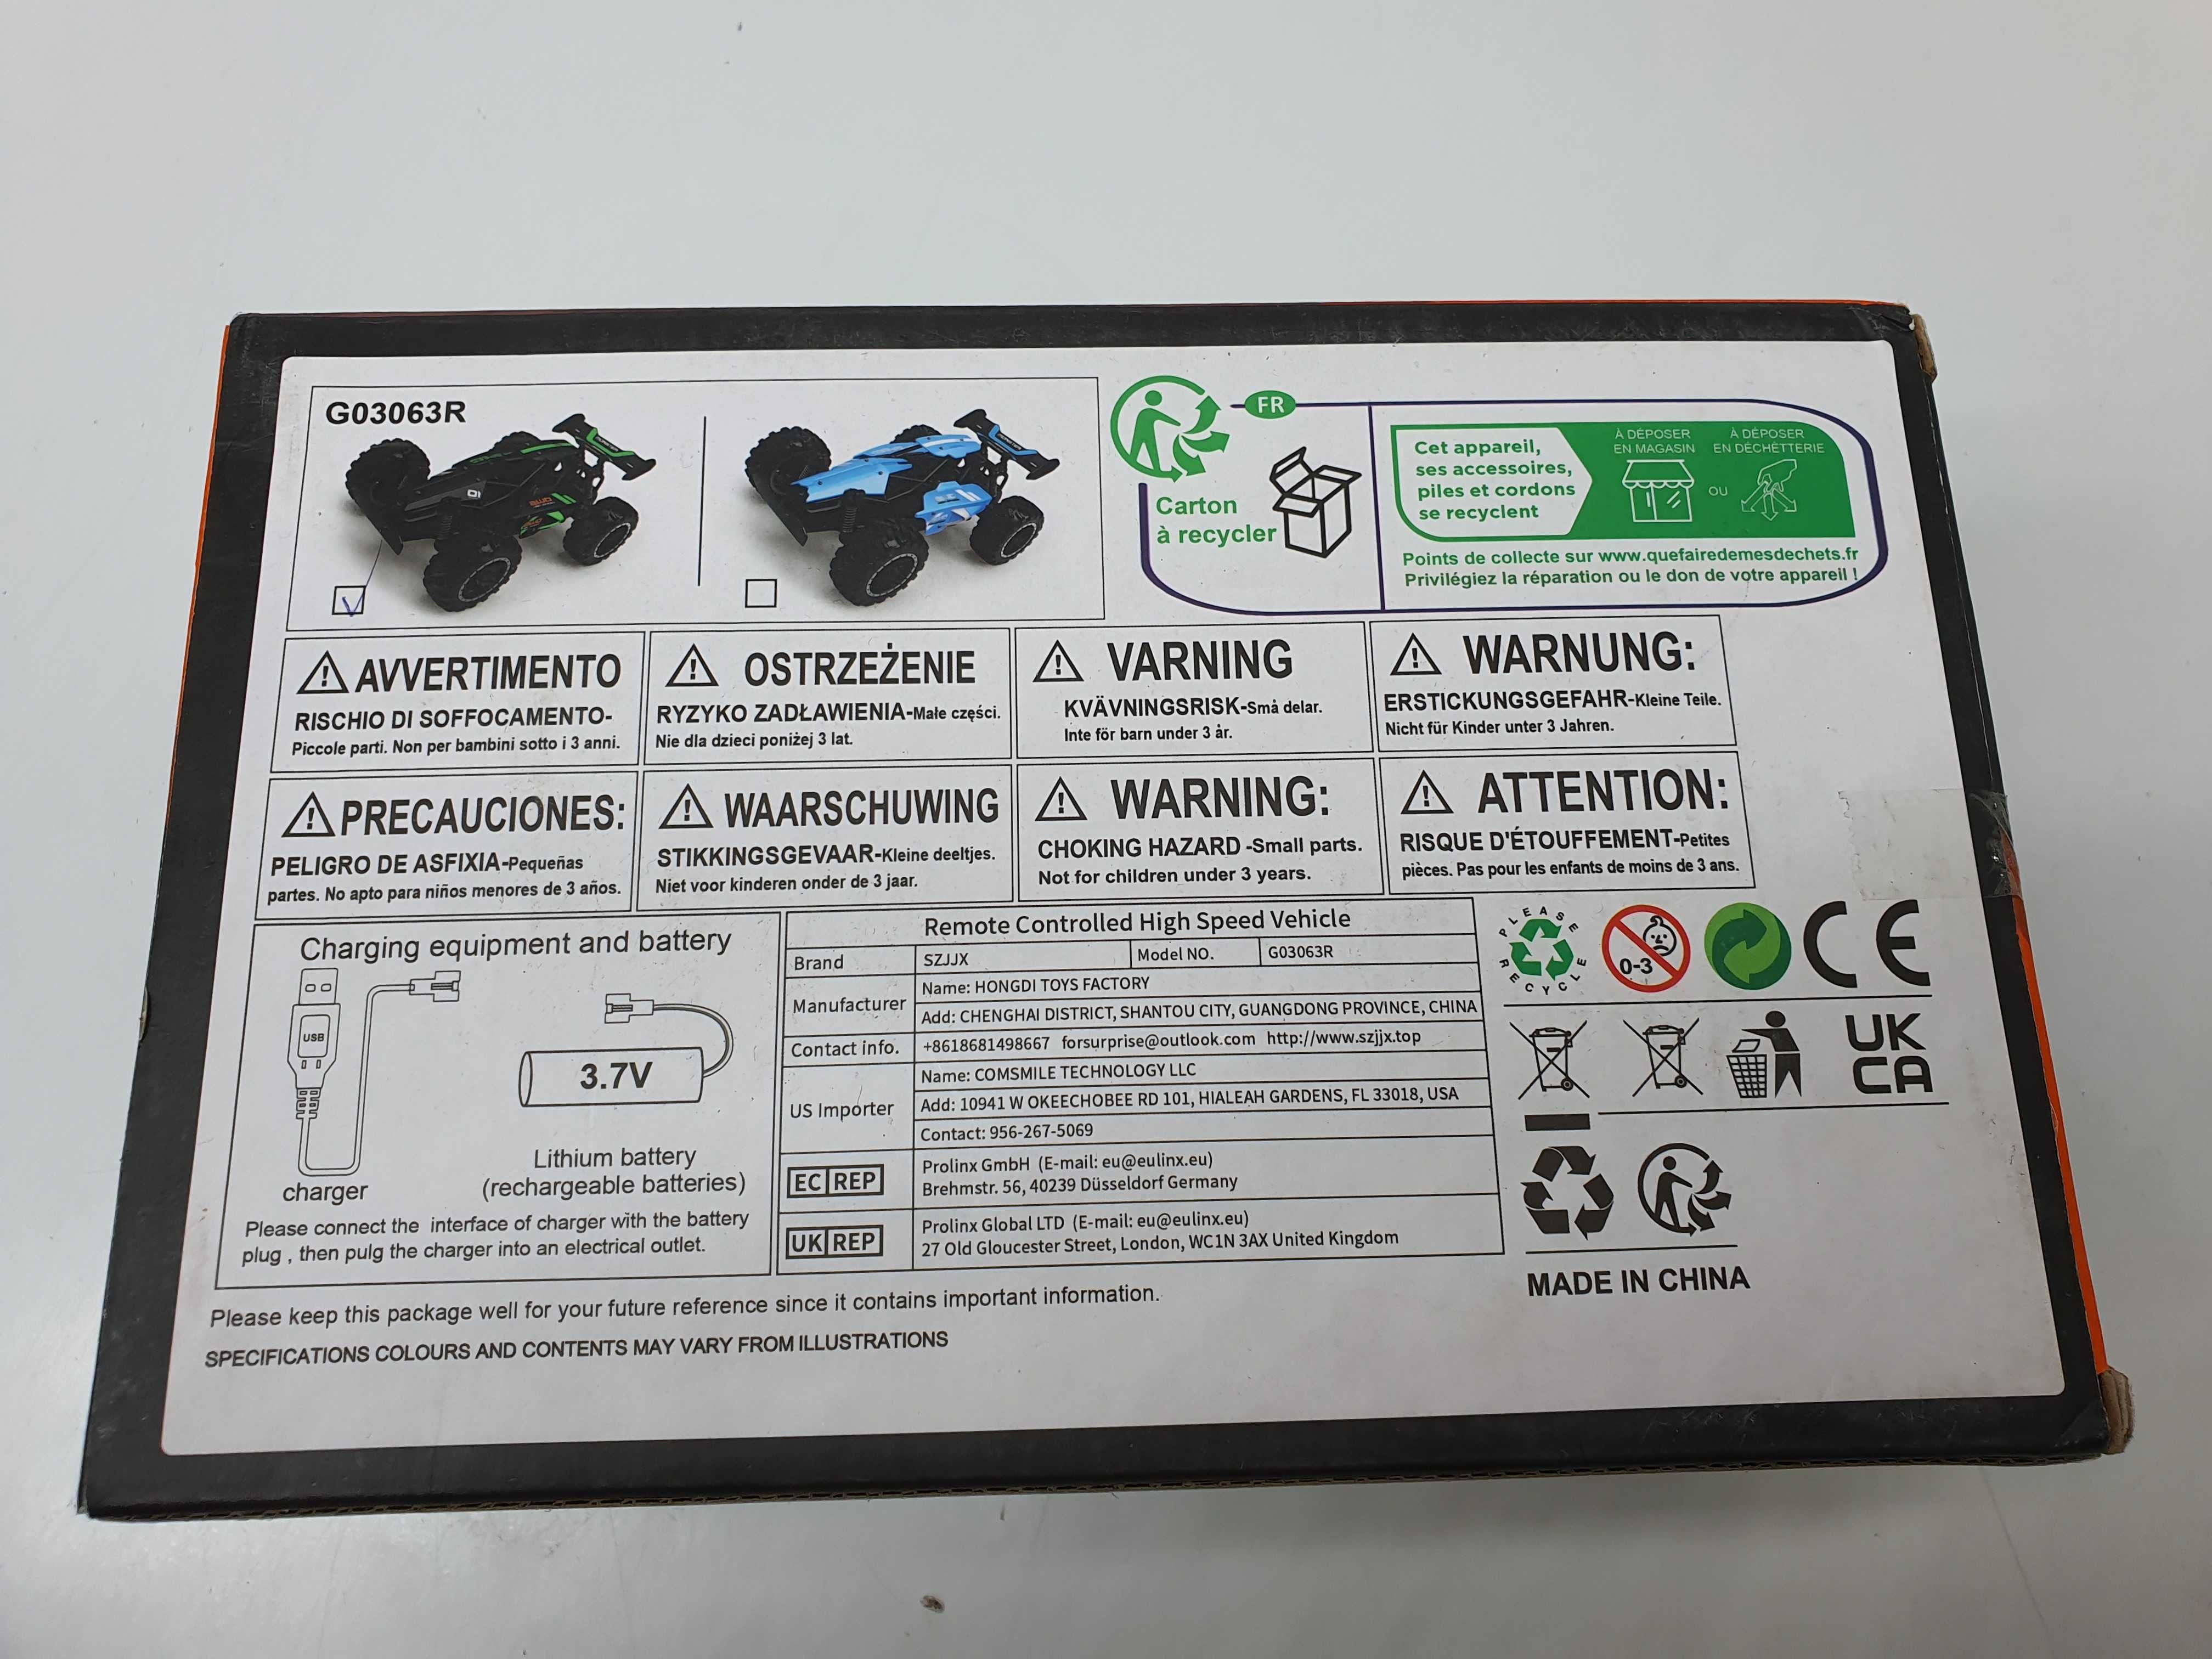 G03063R
FR
Carton
à recycler
Cet appareil,
ses accessoires,
piles et cordons
se recyclent
À DÉPOSER
EN MAGASIN
OU
À DÉPOSER
EN DÉCHÈTTERIE
Points de collecte sur www.quefairedemesdechets.fr
Privilégiez la réparation ou le don de votre appareil !
AVVERTIMENTO
RISCHIO DI SOFFOCAMENTO-
Piccole parti. Non per bambini sotto i 3 anni.
OSTRZEŻENIE
RYZYKO ZADŁAWIENIA-Małe części.
Nie dla dzieci poniżej 3 lat.
VARNING
KVÄVNINGSRISK-Små delar.
Inte för barn under 3 år.
WARNUNG:
ERSTICKUNGSGEFAHR-Kleine Teile.
Nicht für Kinder unter 3 Jahren.
PRECAUCIONES:
PELIGRO DE ASFIXIA-Pequeñas
partes. No apto para niños menores de 3 años.
WAARSCHUWING
STIKKINGSGEVAAR-Kleine deeltjes.
Niet voor kinderen onder de 3 jaar.
WARNING:
CHOKING HAZARD -Small parts.
Not for children under 3 years.
ATTENTION:
RISQUE D'ÉTOUFFEMENT-Petites
pièces. Pas pour les enfants de moins de 3 ans.
Charging equipment and battery
USB
3.7V
charger
Lithium battery
(rechargeable batteries)
Please connect the interface of charger with the battery
plug , then pulg the charger into an electrical outlet.
Remote Controlled High Speed Vehicle
Brand SZJJX Model NO. G03063R
Manufacturer
Name: HONGDI TOYS FACTORY
Add: CHENGHAI DISTRICT, SHANTOU CITY, GUANGDONG PROVINCE, CHINA
Contact info. +8618681498667 forsurprise@outlook.com http://www.szjjx.top
US Importer
Name: COMSMILE TECHNOLOGY LLC
Add: 10941 W OKEECHOBEE RD 101, HIALEAH GARDENS, FL 33018, USA
Contact: 956-267-5069
EC REP
Prolinx GmbH (E-mail: eu@eulinx.eu)
Brehmstr. 56, 40239 Düsseldorf Germany
UK REP
Prolinx Global LTD (E-mail: eu@eulinx.eu)
27 Old Gloucester Street, London, WC1N 3AX United Kingdom
PLEASE RECYCLE
0-3
CE
UK
CA
MADE IN CHINA
Please keep this package well for your future reference since it contains important information.
SPECIFICATIONS COLOURS AND CONTENTS MAY VARY FROM ILLUSTRATIONS